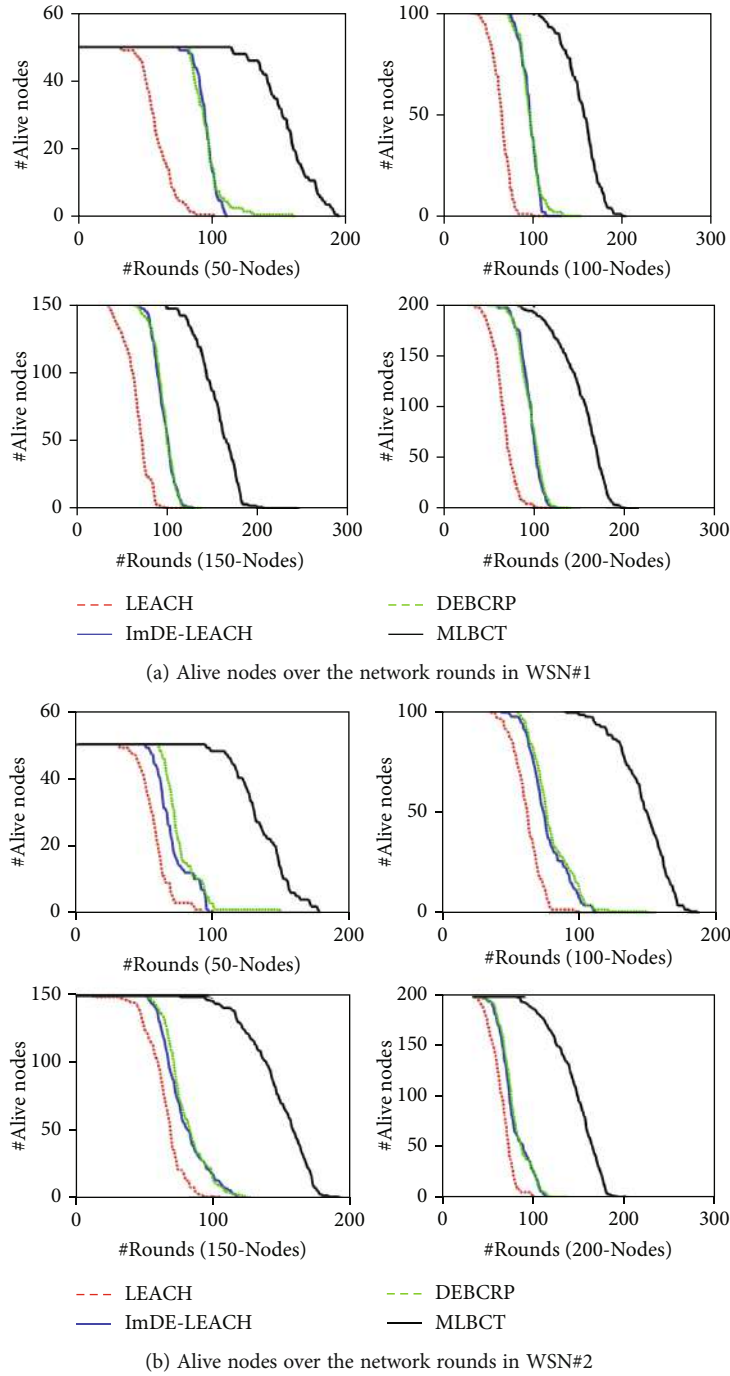 60
40
20
0
#Alive nodes
0
100
200
#Rounds (50-Nodes)
100
50
0
#Alive nodes
0
100
200
300
#Rounds (100-Nodes)
150
100
50
0
#Alive nodes
0
100
200
300
#Rounds (150-Nodes)
200
150
100
50
0
#Alive nodes
0
100
200
300
#Rounds (200-Nodes)
LEACH
ImDE-LEACH
DEBCRP
MLBCT
(a) Alive nodes over the network rounds in WSN#1
60
40
20
0
#Alive nodes
0
100
200
#Rounds (50-Nodes)
100
50
0
#Alive nodes
0
100
200
#Rounds (100-Nodes)
150
100
50
0
#Alive nodes
0
100
200
#Rounds (150-Nodes)
200
150
100
50
0
#Alive nodes
0
100
200
300
#Rounds (200-Nodes)
LEACH
ImDE-LEACH
DEBCRP
MLBCT
(b) Alive nodes over the network rounds in WSN#2